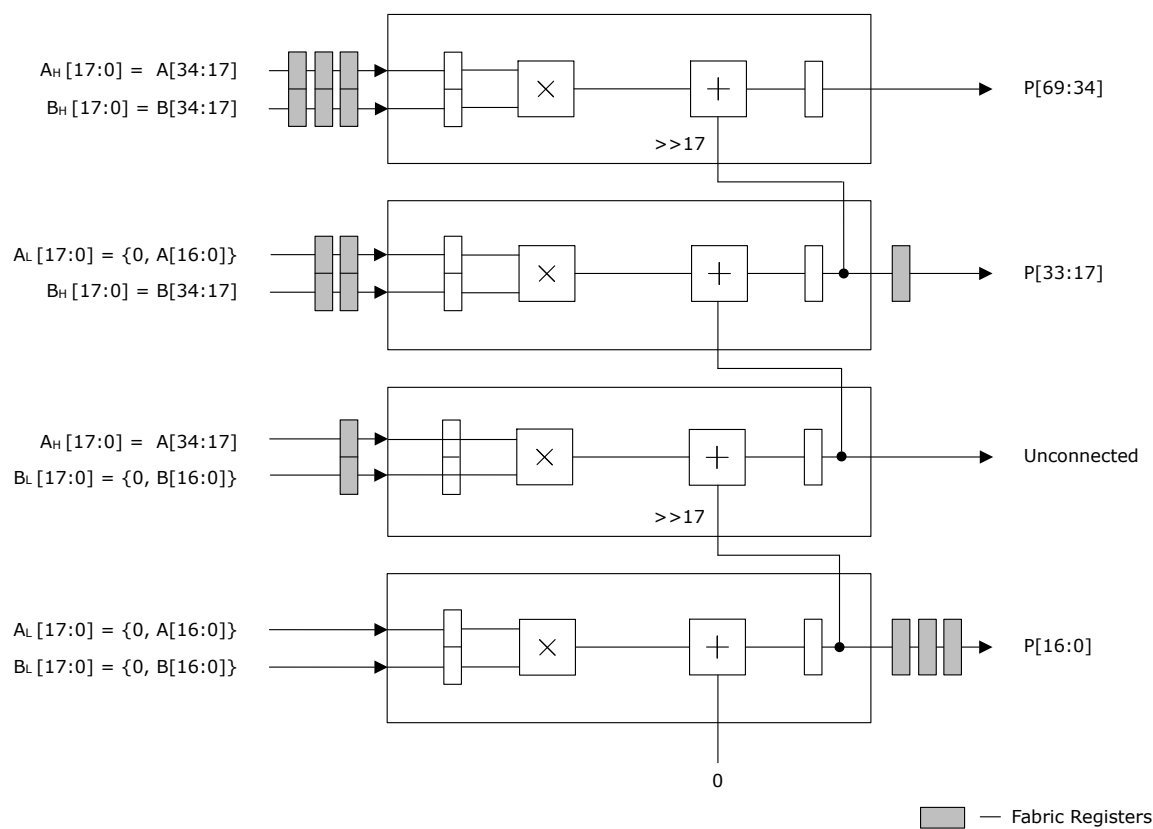 AH [17:0] = A[34:17]
BH [17:0] = B[34:17]
×
+
>>17
P[69:34]
AL [17:0] = {0, A[16:0]}
BH [17:0] = B[34:17]
×
+
P[33:17]
AH [17:0] = A[34:17]
BL [17:0] = {0, B[16:0]}
×
+
>>17
Unconnected
AL [17:0] = {0, A[16:0]}
BL [17:0] = {0, B[16:0]}
×
+
P[16:0]
0
— Fabric Registers